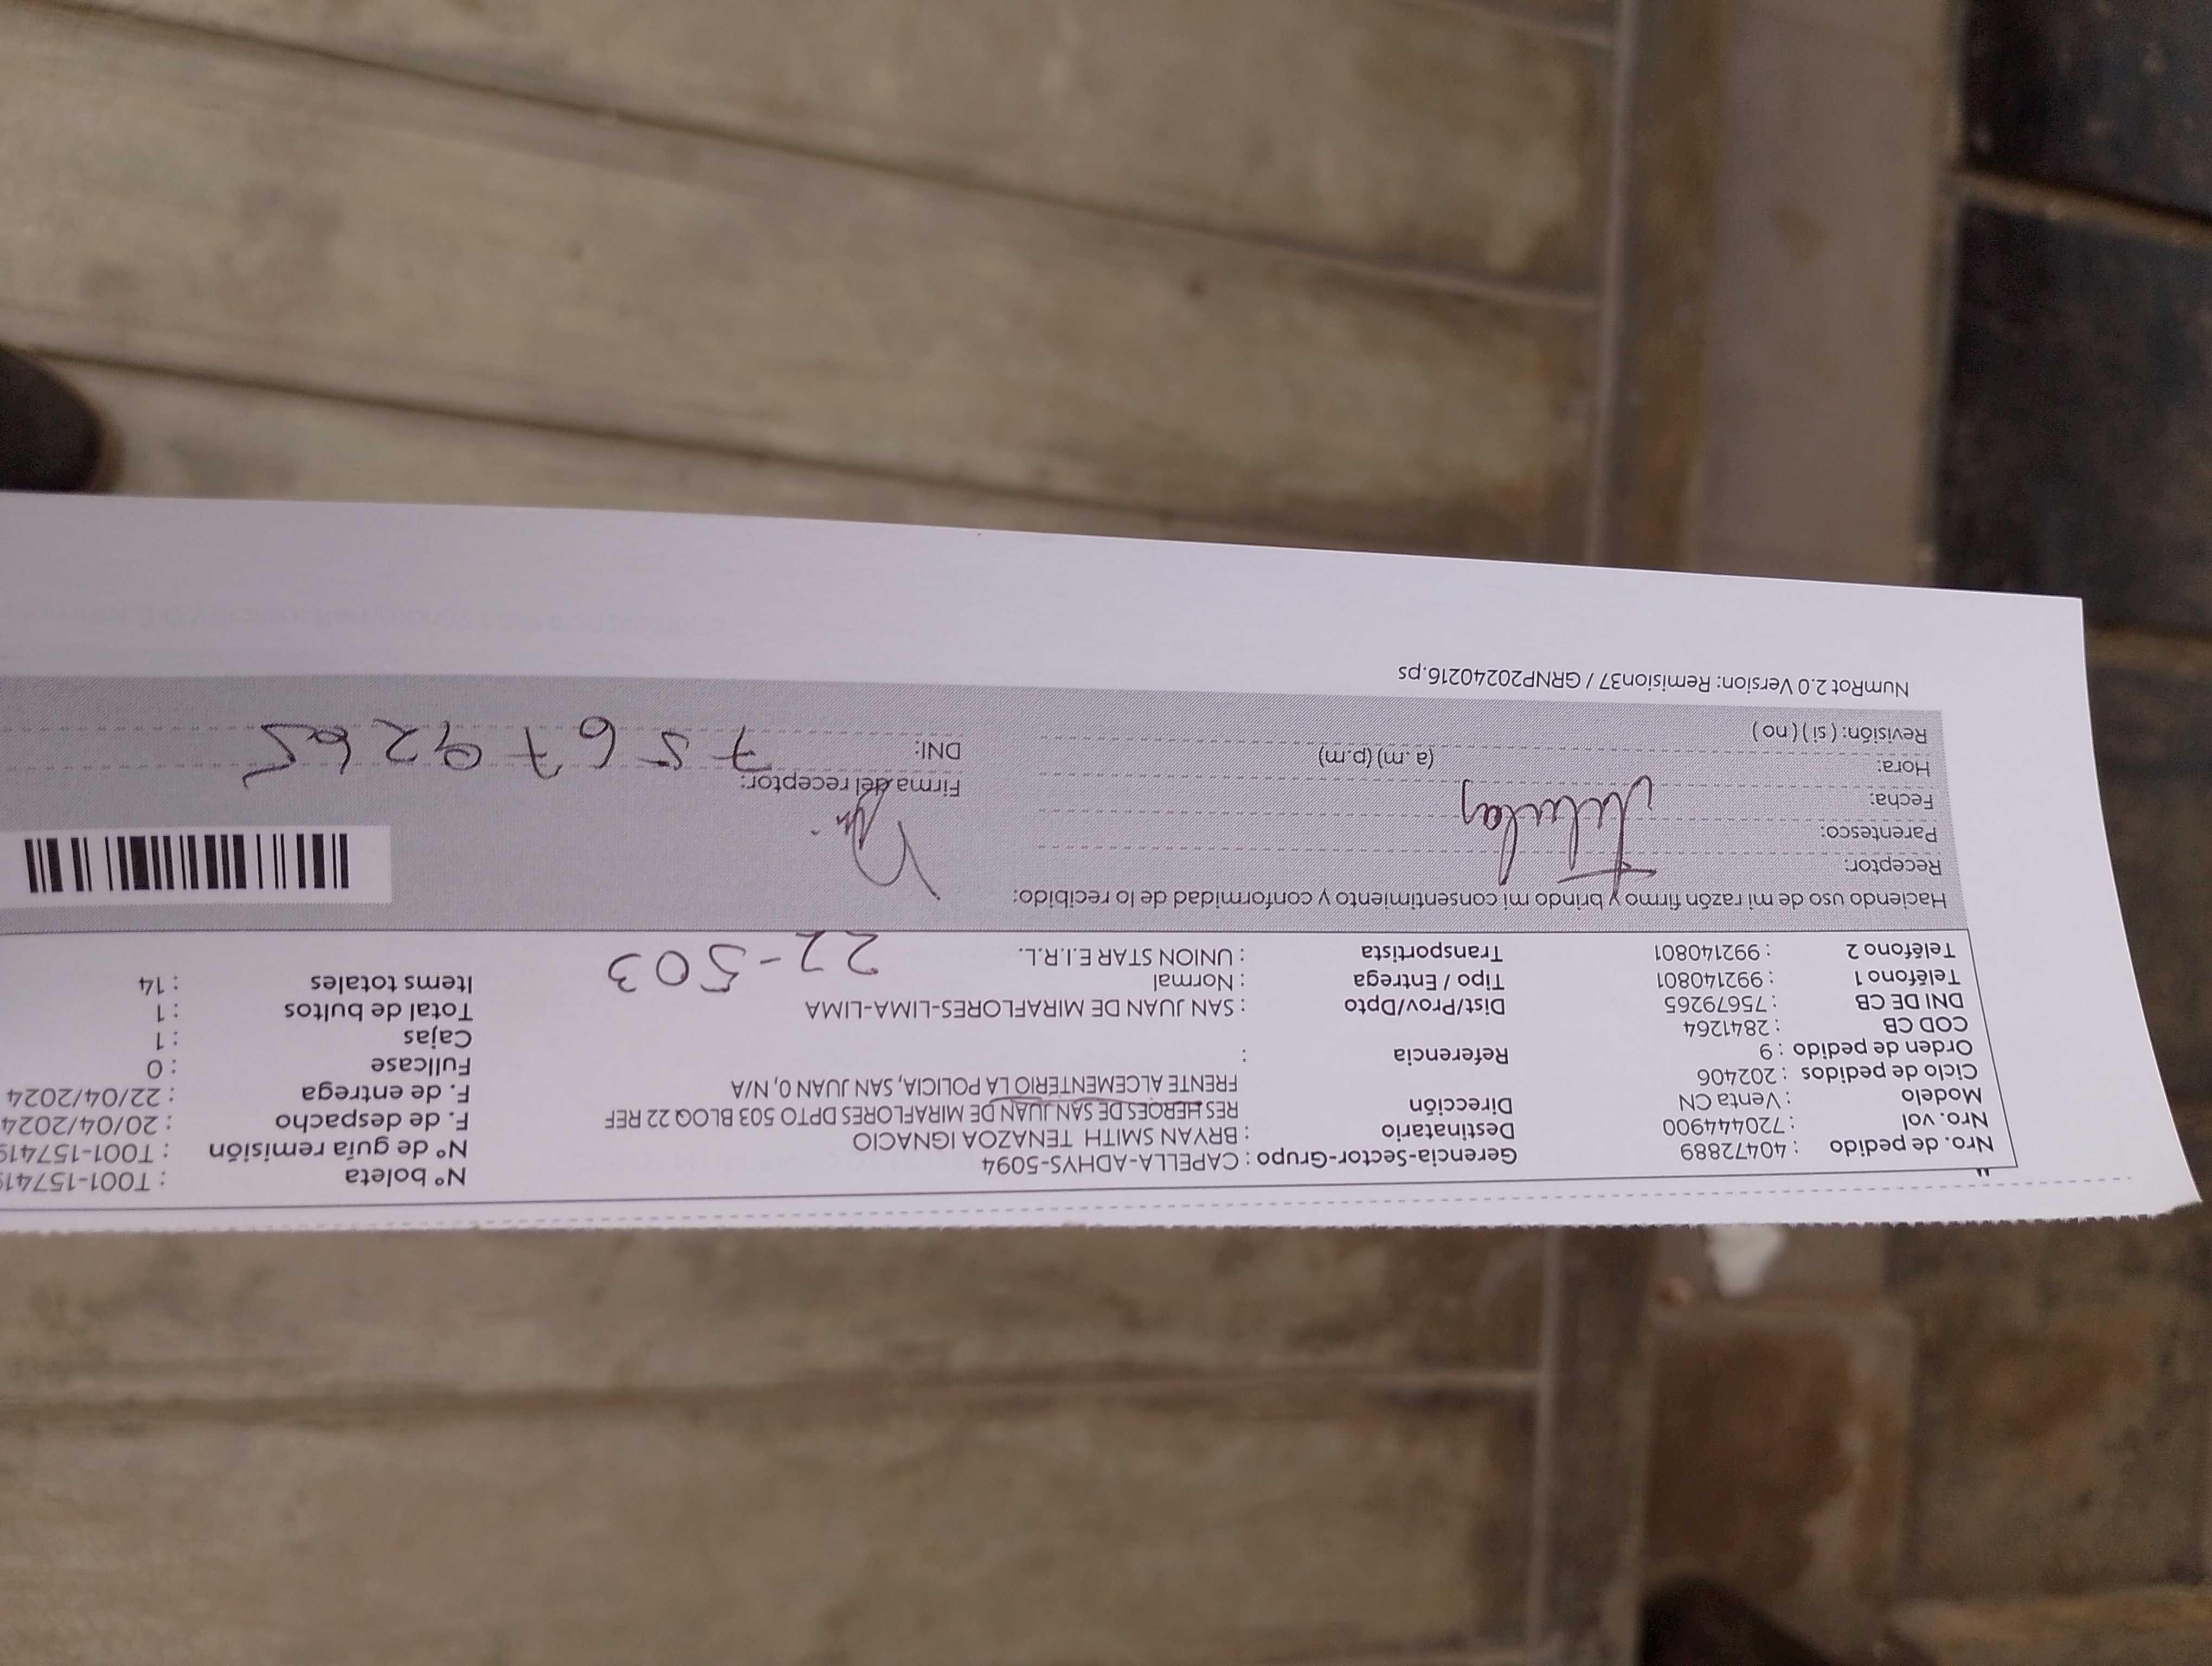 Nro. de pedido : 40472889
Nro. vol : 720444900
Modelo : Venta CN
Ciclo de pedidos : 202406
Orden de pedido : 9
COD CB : 2841264
DNI DE CB : 75679265
Teléfono 1 : 992140801
Teléfono 2 : 992140801
Gerencia-Sector-Grupo : CAPELLA-ADHYS-5094
Destinatario : BRYAN SMITH TENAZOA IGNACIO
Dirección RES HEROES DE SAN JUAN DE MIRAFLORES DPTO 503 BLOQ 22 REF
FRENTE ALCEMENTERIO LA POLICIA, SAN JUAN 0, N/A
Referencia :
Dist/Prov/Dpto : SAN JUAN DE MIRAFLORES-LIMA-LIMA
Tipo / Entrega : Normal
Transportista : UNION STAR E.I.R.L.
22-503
N° boleta : T001-15741
N° de guía remisión : T001-157419
F. de despacho : 20/04/2024
F. de entrega : 22/04/2024
Fullcase : 0
Cajas : 1
Total de bultos : 1
Items totales : 14
Haciendo uso de mi razón firmo y brindo mi consentimiento y conformidad de lo recibido:
Receptor:
Parentesco:
Fecha:
Hora: (a.m) (p.m)
Revisión: ( si ) ( no )
Firma del receptor:
DNI: 75679265
NumRot 2.0 Version: Remision37 / GRNP20240216.ps